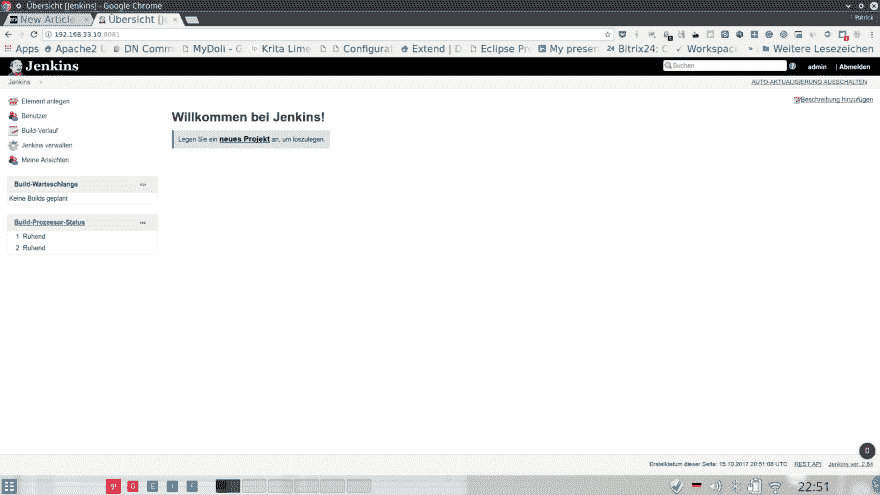 Übersicht [Jenkins] - Google Chrome
New Article
Übersicht [Je
Patrick
192.168.33.10:8081
Apps
Apache2 U
DN Commu
MyDoli - G
Krita Lime
Configurat
Extend | D
Eclipse Pro
My present
Bitrix24: C
Workspace
»
Weitere Lesezeichen
Jenkins
Suchen
admin
| Abmelden
Jenkins
AUTO-AKTUALISIERUNG AUSSCHALTEN
Element anlegen
Benutzer
Build-Verlauf
Jenkins verwalten
Meine Ansichten
Beschreibung hinzufügen
Willkommen bei Jenkins!
Legen Sie ein neues Projekt an, um loszulegen.
Build-Warteschlange
Keine Builds geplant
Build-Prozessor-Status
1 Ruhend
2 Ruhend
0
Erstelldatum dieser Seite: 15.10.2017 20:51:08 UTC
REST API
Jenkins ver. 2.84
22:51